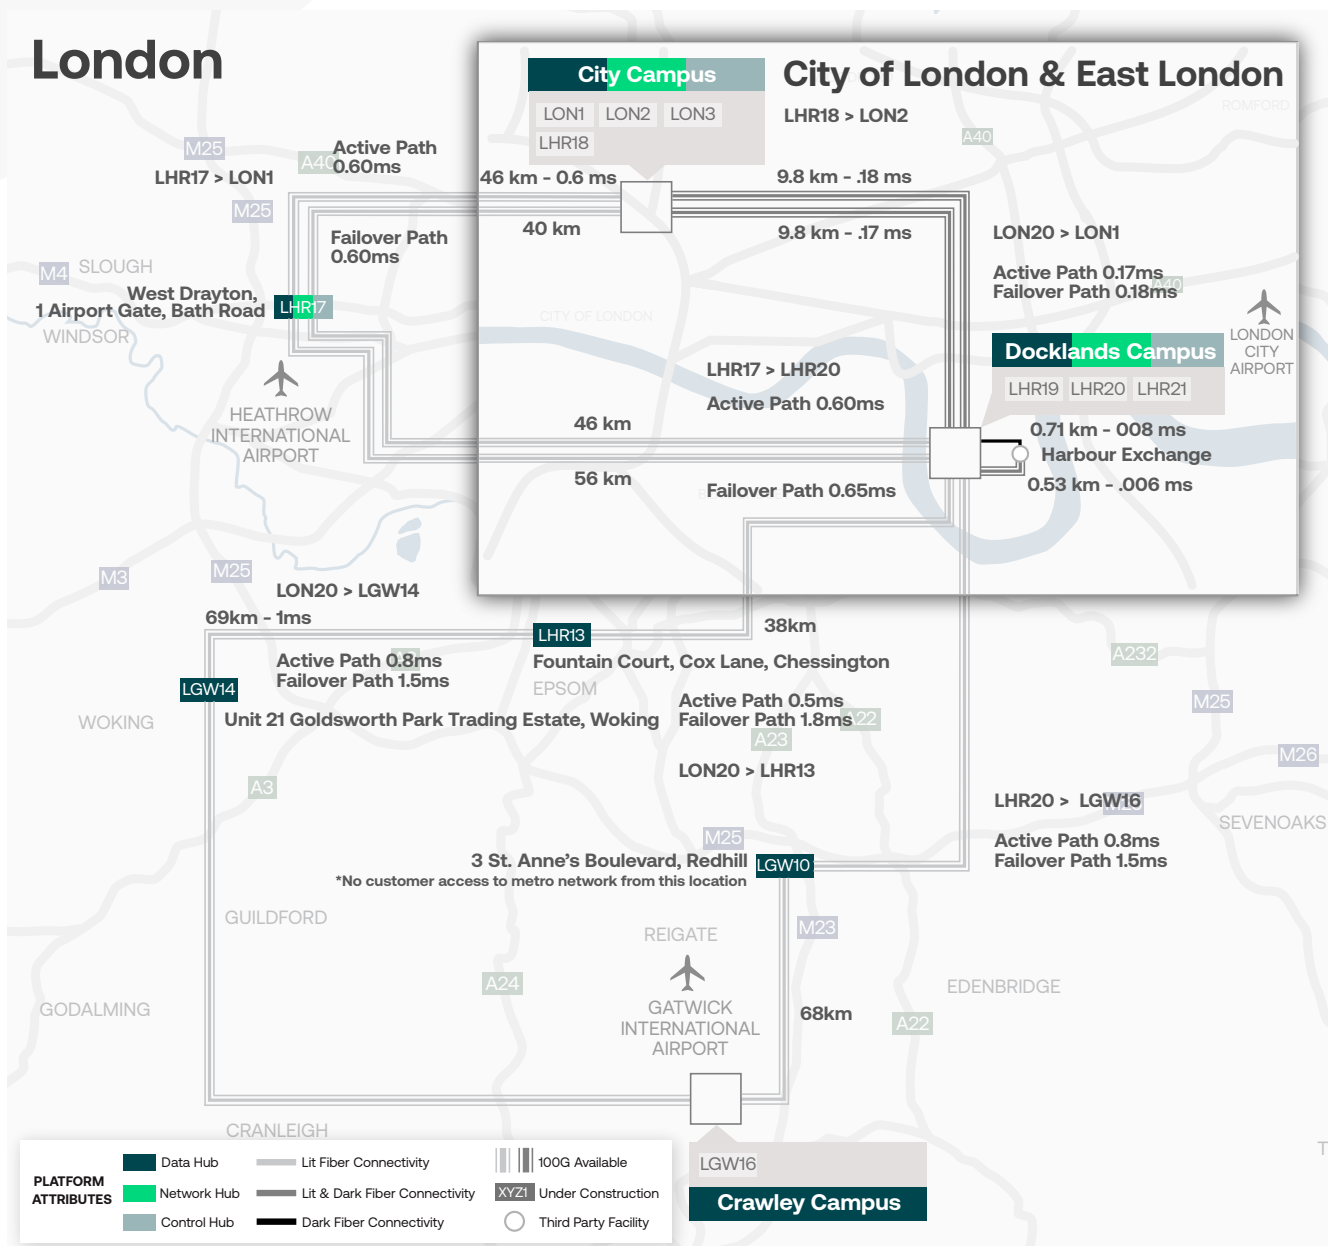 London
City of London & East London
City Campus
LON1 LON2 LON3
LHR18
LHR18 > LON2
ROMFORD
A40
M25
A40
Active Path
0.60ms
LHR17 > LON1
M25
46 km - 0.6 ms
9.8 km - .18 ms
40 km
9.8 km - .17 ms
Failover Path
0.60ms
LON20 > LON1
Active Path 0.17ms
Failover Path 0.18ms
A40
M4
SLOUGH
West Drayton,
1 Airport Gate, Bath Road
LHR17
WINDSOR
CITY OF LONDON
LONDON
CITY
AIRPORT
Docklands Campus
LHR19 LHR20 LHR21
LHR17 > LHR20
Active Path 0.60ms
HEATHROW
INTERNATIONAL
AIRPORT
46 km
56 km
Failover Path 0.65ms
0.71 km - 008 ms
Harbour Exchange
0.53 km - .006 ms
M3
M25
LON20 > LGW14
69km - 1ms
Active Path 0.8ms
Failover Path 1.5ms
LHR13
38km
Fountain Court, Cox Lane, Chessington
EPSOM
A232
LGW14
Unit 21 Goldsworth Park Trading Estate, Woking
WOKING
Active Path 0.5ms
Failover Path 1.8ms
A22
A23
LON20 > LHR13
M25
M26
A3
LHR20 > LGW16
SEVENOAKS
Active Path 0.8ms
Failover Path 1.5ms
M25
3 St. Anne's Boulevard, Redhill
LGW10
*No customer access to metro network from this location
GUILDFORD
M23
REIGATE
A24
EDENBRIDGE
GODALMING
GATWICK
INTERNATIONAL
AIRPORT
68km
A22
CRANLEIGH
T
LGW16
Crawley Campus
PLATFORM
ATTRIBUTES
Data Hub
Network Hub
Control Hub
Lit Fiber Connectivity
Lit & Dark Fiber Connectivity
Dark Fiber Connectivity
100G Available
XYZ1 Under Construction
Third Party Facility